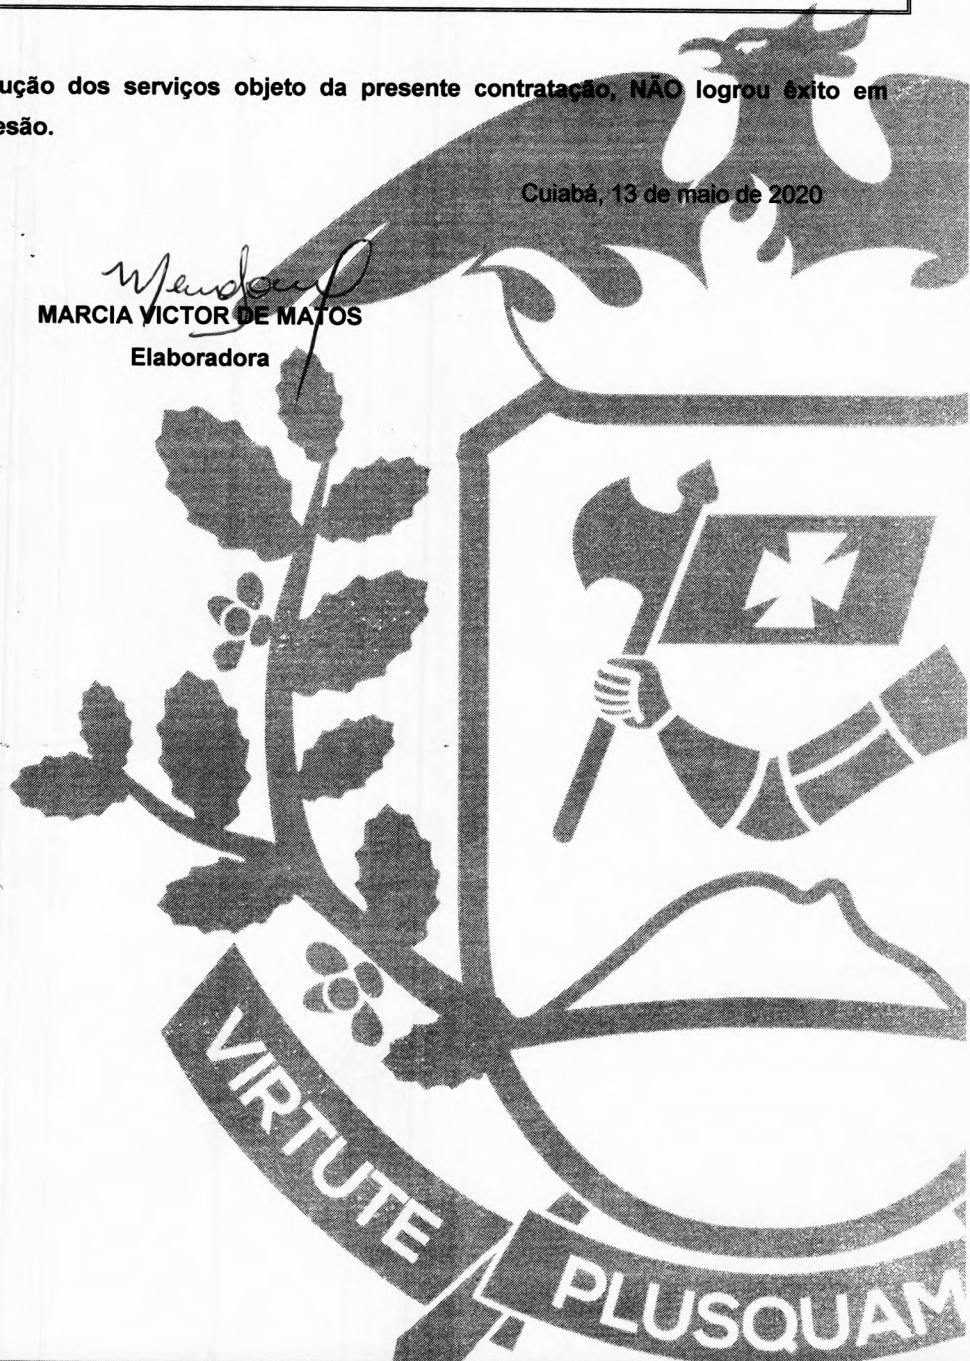 ução dos serviços objeto da presente contratação, NÃO logrou êxito em
esão.
Cuiabá, 13 de maio de 2020
MARCIA VICTOR DE MATOS
Elaboradora
VIRTUTE
PLUSQUAM